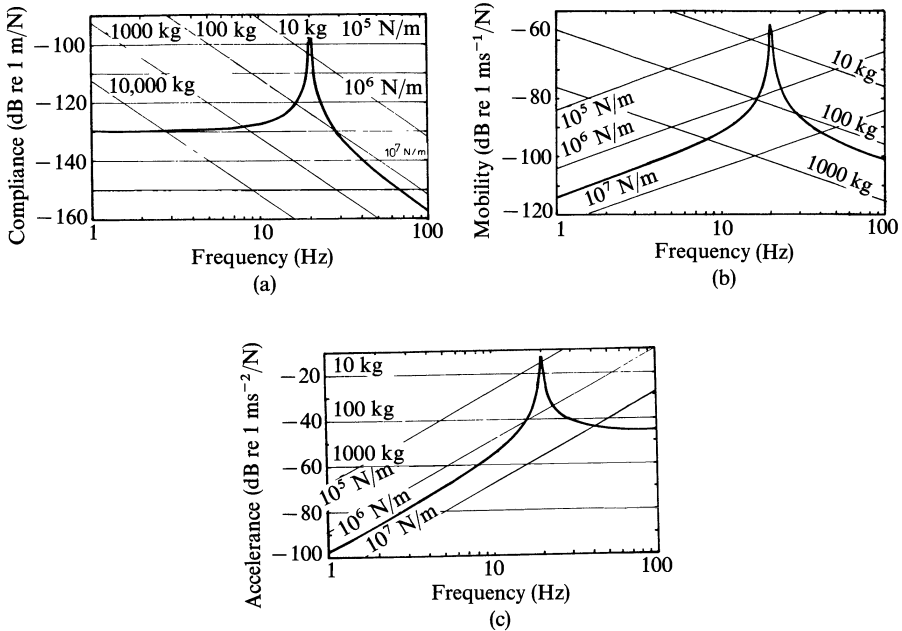 1000 kg 100 kg 10 kg 10⁵ N/m
−100
10,000 kg 10⁶ N/m
−120
−140 10⁷ N/m
−160
1 10 100
Compliance (dB re 1 m/N)
Frequency (Hz)
(a)
−60
10 kg
−80
10⁵ N/m
100 kg
10⁶ N/m
−100
1000 kg
10⁷ N/m
−120
1 10 100
Mobility (dB re 1 ms⁻¹/N)
Frequency (Hz)
(b)
10 kg
−20
100 kg
−40
1000 kg
−60
10⁵ N/m
−80
10⁶ N/m
10⁷ N/m
−100
1 10 100
Accelerance (dB re 1 ms⁻²/N)
Frequency (Hz)
(c)